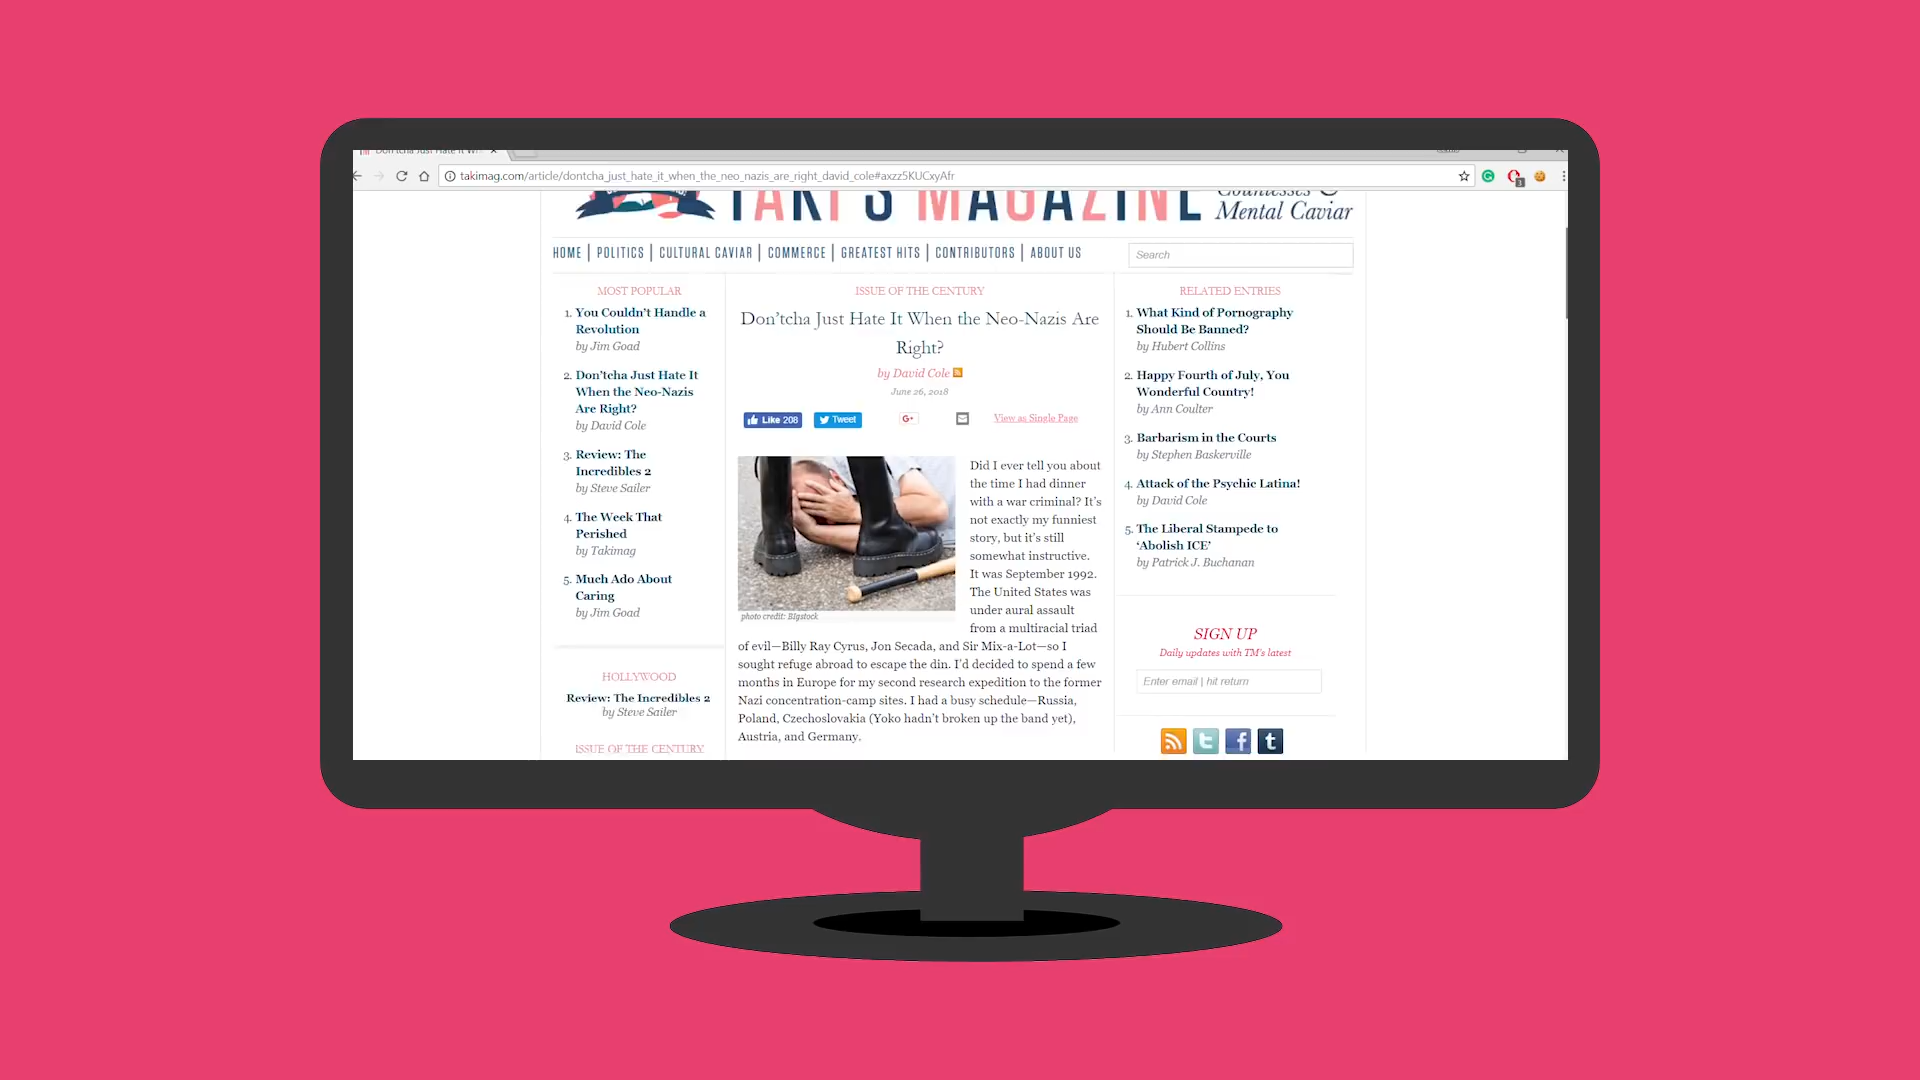 Don'tcha Just Hate It Wh
takimag.com/article/dontcha_just_hate_it_when_the_neo_nazis_are_right_david_cole#axzz5KUCxyAfr
3
TAKI'S MAGAZINE
Countesses &
Mental Caviar
HOME | POLITICS | CULTURAL CAVIAR | COMMERCE | GREATEST HITS | CONTRIBUTORS | ABOUT US
Search
MOST POPULAR
1. You Couldn't Handle a
Revolution
by Jim Goad
2. Don'tcha Just Hate It
When the Neo-Nazis
Are Right?
by David Cole
3. Review: The
Incredibles 2
by Steve Sailer
4. The Week That
Perished
by Takimag
5. Much Ado About
Caring
by Jim Goad
HOLLYWOOD
Review: The Incredibles 2
by Steve Sailer
ISSUE OF THE CENTURY
ISSUE OF THE CENTURY
Don'tcha Just Hate It When the Neo-Nazis Are
Right?
by David Cole
June 26, 2018
Like 208
Tweet
G+
View as Single Page
photo credit: Bigstock
Did I ever tell you about
the time I had dinner
with a war criminal? It's
not exactly my funniest
story, but it's still
somewhat instructive.
It was September 1992.
The United States was
under aural assault
from a multiracial triad
of evil—Billy Ray Cyrus, Jon Secada, and Sir Mix-a-Lot—so I
sought refuge abroad to escape the din. I'd decided to spend a few
months in Europe for my second research expedition to the former
Nazi concentration-camp sites. I had a busy schedule—Russia,
Poland, Czechoslovakia (Yoko hadn't broken up the band yet),
Austria, and Germany.
RELATED ENTRIES
1. What Kind of Pornography
Should Be Banned?
by Hubert Collins
2. Happy Fourth of July, You
Wonderful Country!
by Ann Coulter
3. Barbarism in the Courts
by Stephen Baskerville
4. Attack of the Psychic Latina!
by David Cole
5. The Liberal Stampede to
'Abolish ICE'
by Patrick J. Buchanan
SIGN UP
Daily updates with TM's latest
Enter email | hit return